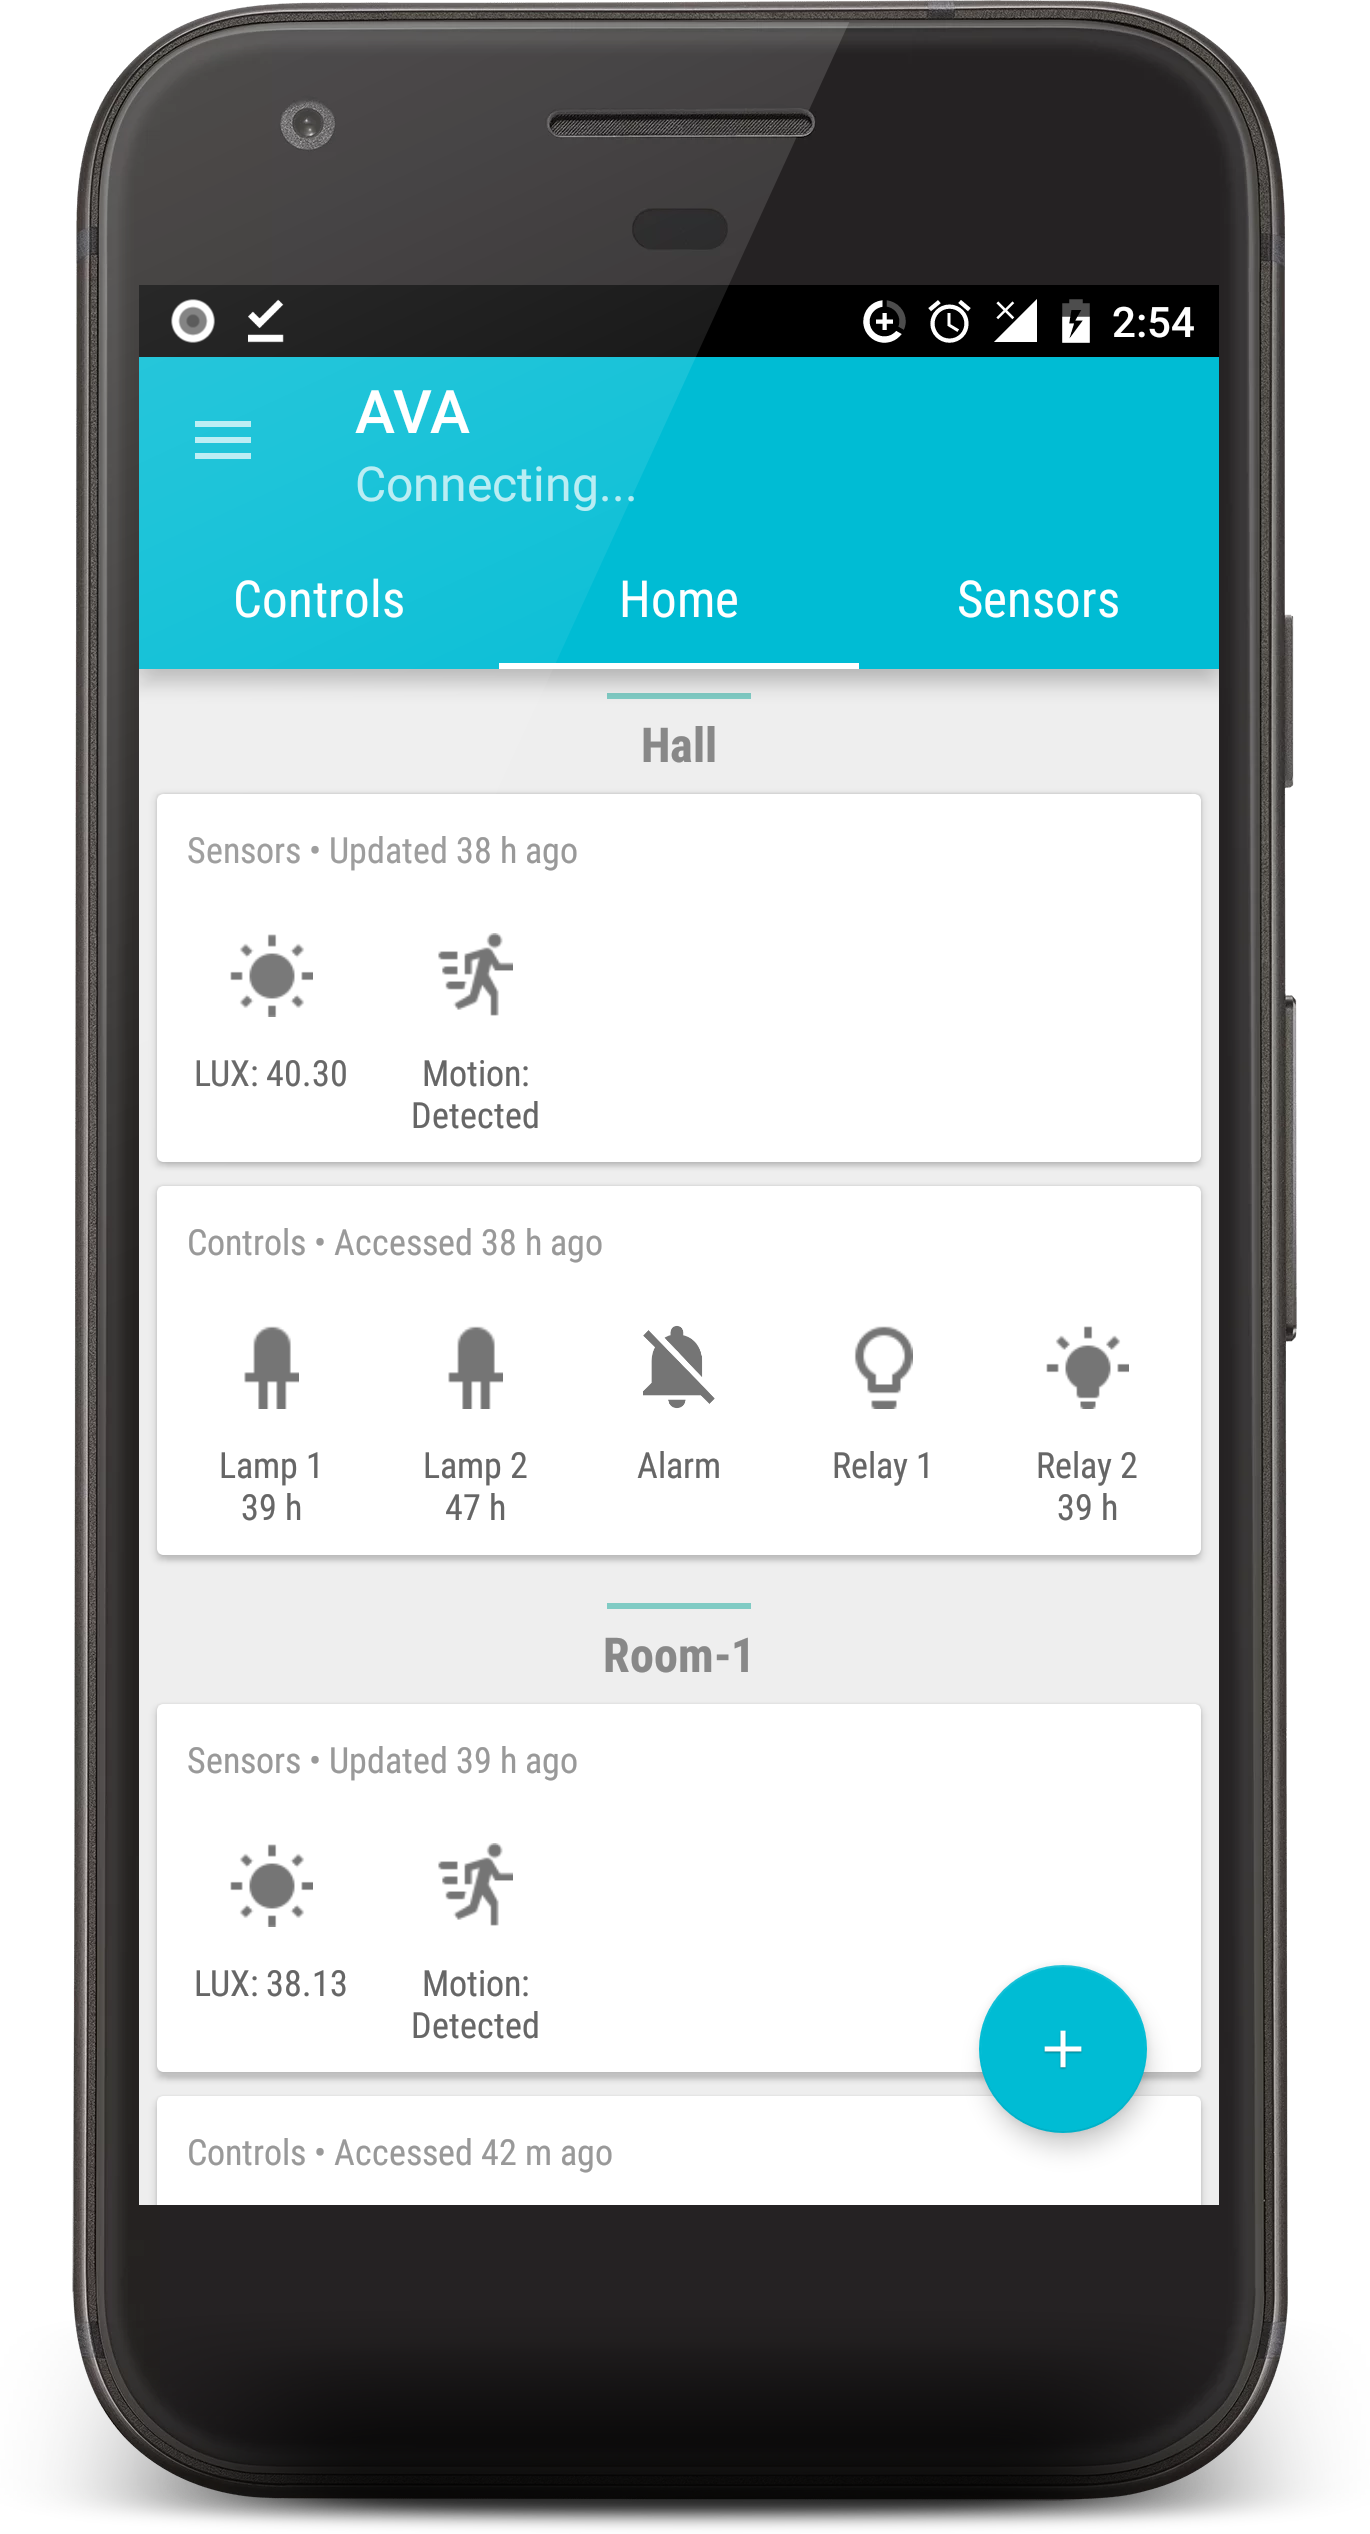 2:54
AVA
Connecting...
Controls
Home
Sensors
Hall
Sensors • Updated 38 h ago
LUX: 40.30
Motion:
Detected
Controls • Accessed 38 h ago
Lamp 1
39 h
Lamp 2
47 h
Alarm
Relay 1
Relay 2
39 h
Room-1
Sensors • Updated 39 h ago
LUX: 38.13
Motion:
Detected
Controls • Accessed 42 m ago